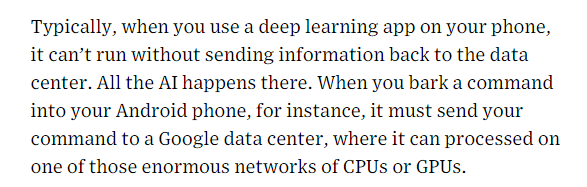 Typically, when you use a deep learning app on your phone,
it can’t run without sending information back to the data
center. All the AI happens there. When you bark a command
into your Android phone, for instance, it must send your
command to a Google data center, where it can processed on
one of those enormous networks of CPUs or GPUs.